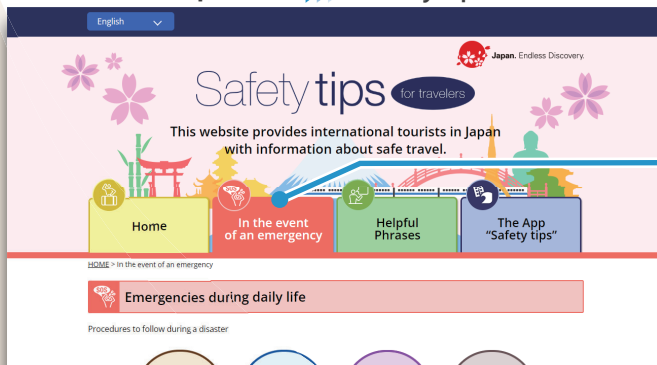 English
Japan. Endless Discovery.
Safety tips for travelers
This website provides international tourists in Japan
with information about safe travel.
SOS
Home
In the event
of an emergency
Helpful
Phrases
The App
"Safety tips"
HOME > In the event of an emergency
SOS
Emergencies during daily life
Procedures to follow during a disaster